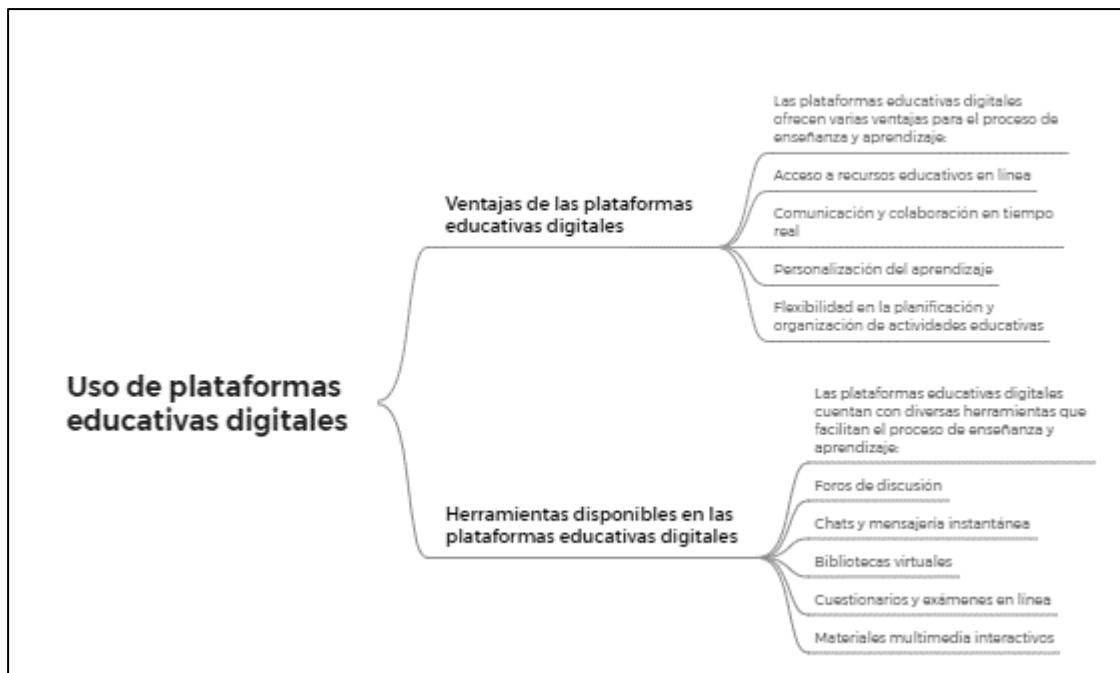 Uso de plataformas
educativas digitales
Ventajas de las plataformas
educativas digitales
Las plataformas educativas digitales
ofrecen varias ventajas para el proceso de
enseñanza y aprendizaje:
Acceso a recursos educativos en línea
Comunicación y colaboración en tiempo
real
Personalización del aprendizaje
Flexibilidad en la planificación y
organización de actividades educativas
Herramientas disponibles en las
plataformas educativas digitales
Las plataformas educativas digitales
cuentan con diversas herramientas que
facilitan el proceso de enseñanza y
aprendizaje:
Foros de discusión
Chats y mensajería instantánea
Bibliotecas virtuales
Cuestionarios y exámenes en línea
Materiales multimedia interactivos